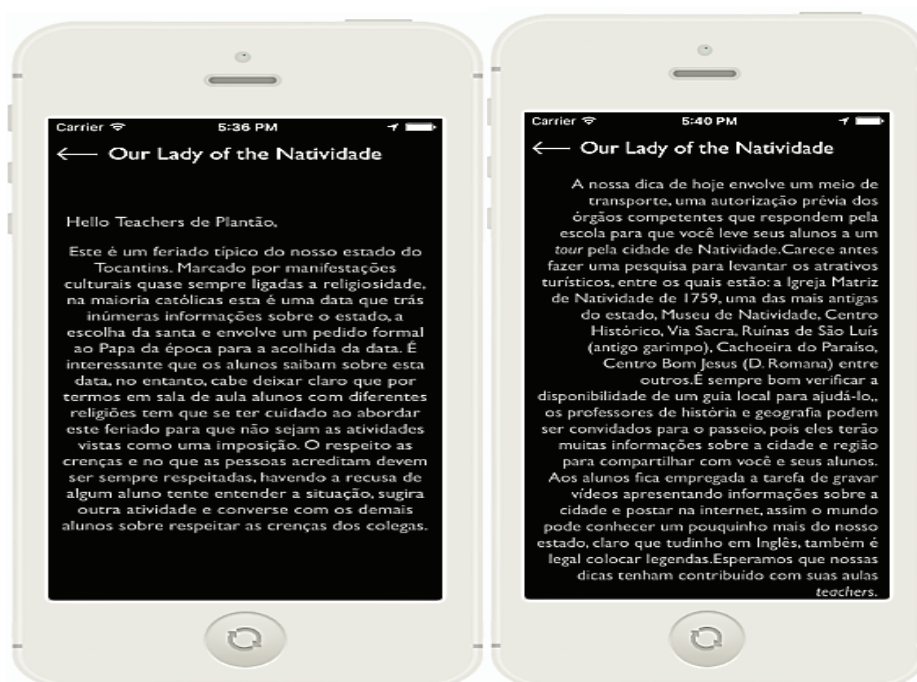 Carrier 5:36 PM
Our Lady of the Natividade
Hello Teachers de Plantão,
Este é um feriado típico do nosso estado do
Tocantins. Marcado por manifestações
culturais quase sempre ligadas a religiosidade,
na maioria católicas esta é uma data que trás
inúmeras informações sobre o estado, a
escolha da santa e envolve um pedido formal
ao Papa da época para a acolhida da data. É
interessante que os alunos saibam sobre esta
data, no entanto, cabe deixar claro que por
termos em sala de aula alunos com diferentes
religiões tem que se ter cuidado ao abordar
este feriado para que não sejam as atividades
vistas como uma imposição. O respeito as
crenças e no que as pessoas acreditam devem
ser sempre respeitadas, havendo a recusa de
algum aluno tente entender a situação, sugira
outra atividade e converse com os demais
alunos sobre respeitar as crenças dos colegas.
Carrier 5:40 PM
Our Lady of the Natividade
A nossa dica de hoje envolve um meio de
transporte, uma autorização prévia dos
órgãos competentes que respondem pela
escola para que você leve seus alunos a um
tour pela cidade de Natividade.Carece antes
fazer uma pesquisa para levantar os atrativos
turísticos, entre os quais estão: a Igreja Matriz
de Natividade de 1759, uma das mais antigas
do estado, Museu de Natividade, Centro
Histórico, Via Sacra, Ruínas de São Luís
(antigo garimpo), Cachoeira do Paraíso,
Centro Bom Jesus (D. Romana) entre
outros.É sempre bom verificar a
disponibilidade de um guia local para ajudá-lo,,
os professores de história e geografia podem
ser convidados para o passeio, pois eles terão
muitas informações sobre a cidade e região
para compartilhar com você e seus alunos.
Aos alunos fica empregada a tarefa de gravar
vídeos apresentando informações sobre a
cidade e postar na internet, assim o mundo
pode conhecer um pouquinho mais do nosso
estado, claro que tudinho em Inglês, também é
legal colocar legendas.Esperamos que nossas
dicas tenham contribuído com suas aulas
teachers.